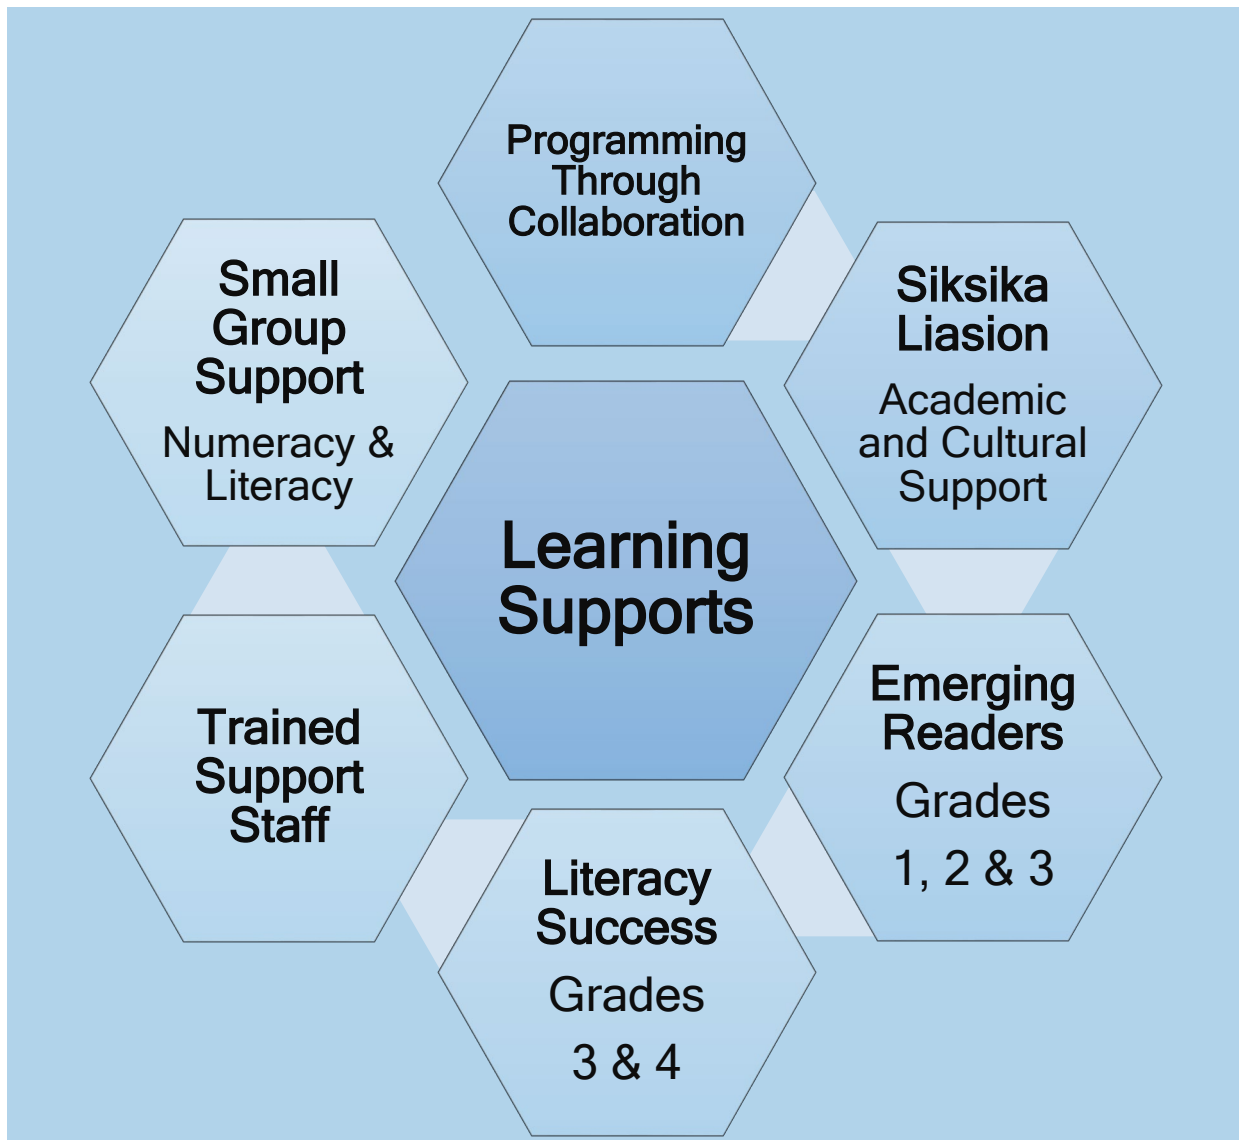 Programming
Through
Collaboration
Siksika
Liasion
Academic
and Cultural
Support
Emerging
Readers
Grades
1, 2 & 3
Literacy
Success
Grades
3 & 4
Trained
Support
Staff
Small
Group
Support
Numeracy &
Literacy
Learning
Supports